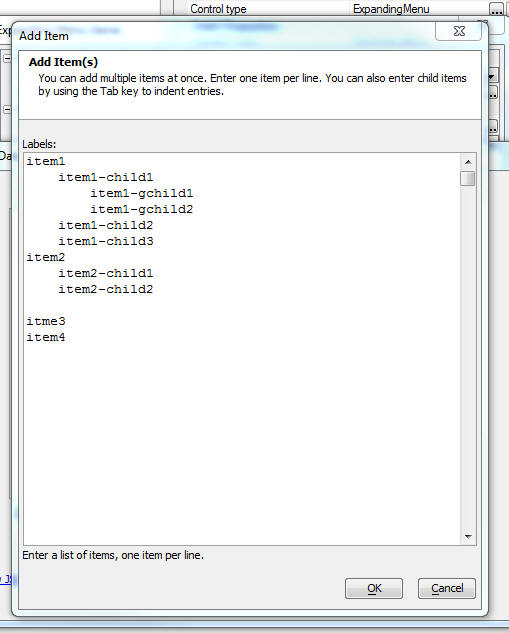 Control type ExpandingMenu ...
Add Item
Add Item(s)
You can add multiple items at once. Enter one item per line. You can also enter child items
by using the Tab key to indent entries.
Labels:
item1
item1-child1
item1-gchild1
item1-gchild2
item1-child2
item1-child3
item2
item2-child1
item2-child2
itme3
item4
Enter a list of items, one item per line.
OK Cancel